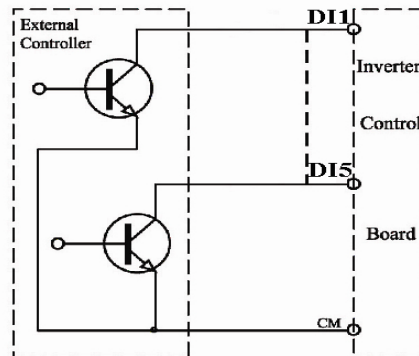 External
Controller
DI1
Inverter
Control
DI5
Board
CM